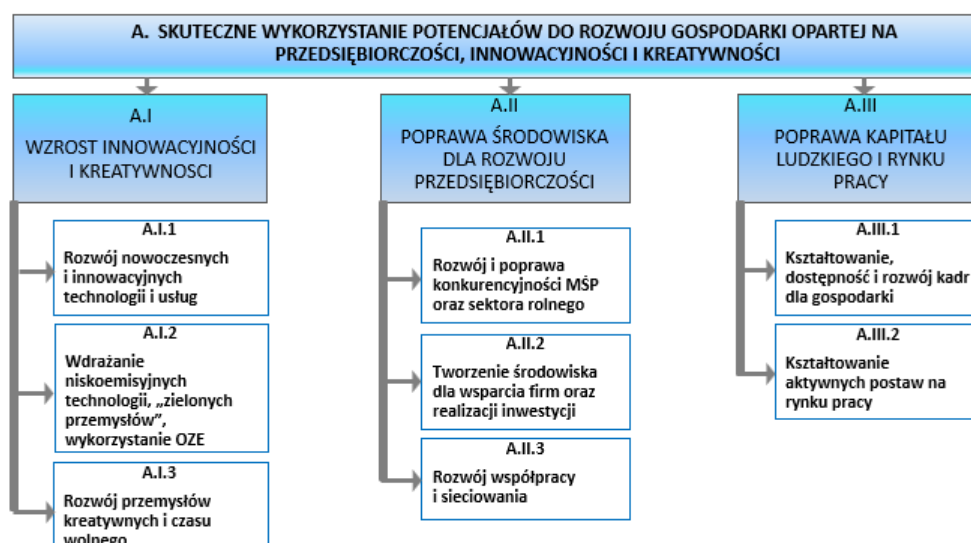 A. SKUTECZNE WYKORZYSTANIE POTENCJAŁÓW DO ROZWOJU GOSPODARKI OPARTEJ NA
PRZEDSIĘBIORCZOŚCI, INNOWACYJNOŚCI I KREATYWNOŚCI
A.I
WZROST INNOWACYJNOŚCI
I KREATYWNOSCI
A.I.1
Rozwój nowoczesnych
i innowacyjnych
technologii i usług
A.I.2
Wdrażanie
niskoemisyjnych
technologii, „zielonych
przemysłów”,
wykorzystanie OZE
A.I.3
Rozwój przemysłów
kreatywnych i czasu
wolnego
A.II
POPRAWA ŚRODOWISKA
DLA ROZWOJU
PRZEDSIĘBIORCZOŚCI
A.II.1
Rozwój i poprawa
konkurencyjności MŚP
oraz sektora rolnego
A.II.2
Tworzenie środowiska
dla wsparcia firm oraz
realizacji inwestycji
A.II.3
Rozwój współpracy
i sieciowania
A.III
POPRAWA KAPITAŁU
LUDZKIEGO I RYNKU
PRACY
A.III.1
Kształtowanie,
dostępność i rozwój kadr
dla gospodarki
A.III.2
Kształtowanie
aktywnych postaw na
rynku pracy